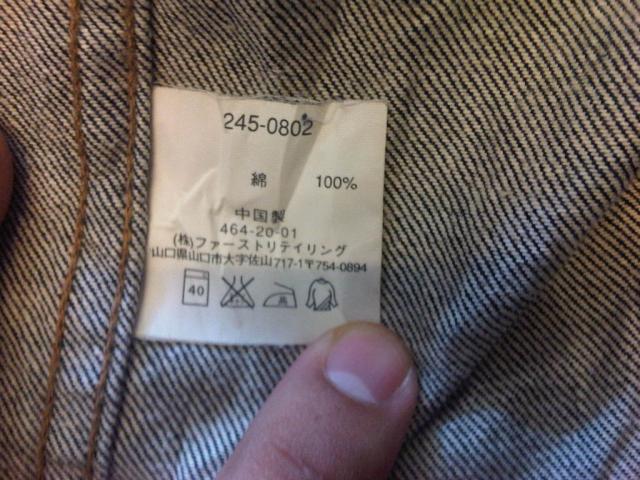 245-0802
綿 100%
中国製
464-20-01
(株)ファーストリテイリング
山口県山口市大字佐山717-1〒754-0894
40